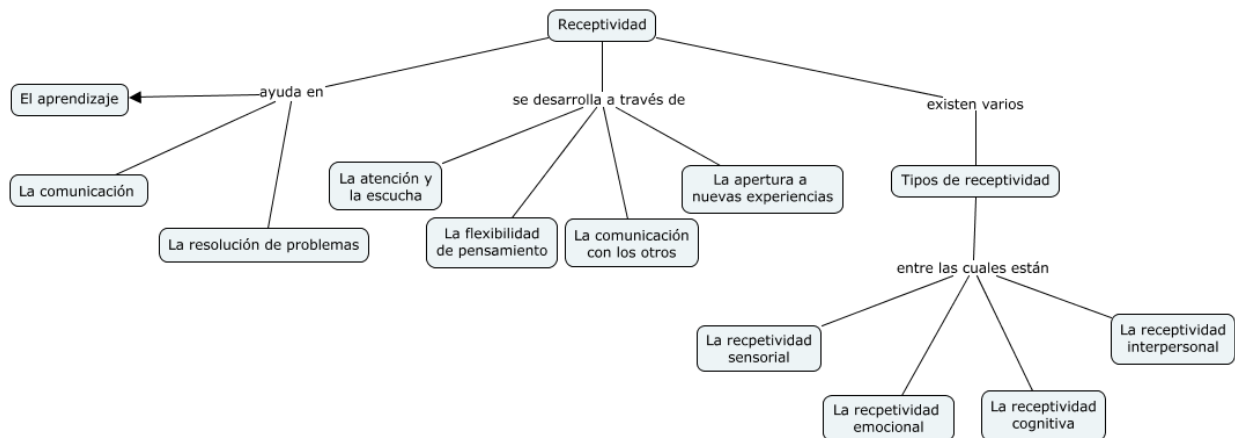 Receptividad
ayuda en
El aprendizaje
La comunicación
La resolución de problemas
se desarrolla a través de
La atención y
la escucha
La flexibilidad
de pensamiento
La comunicación
con los otros
La apertura a
nuevas experiencias
existen varios
Tipos de receptividad
entre las cuales están
La recpetividad
sensorial
La recpetividad
emocional
La receptividad
cognitiva
La receptividad
interpersonal